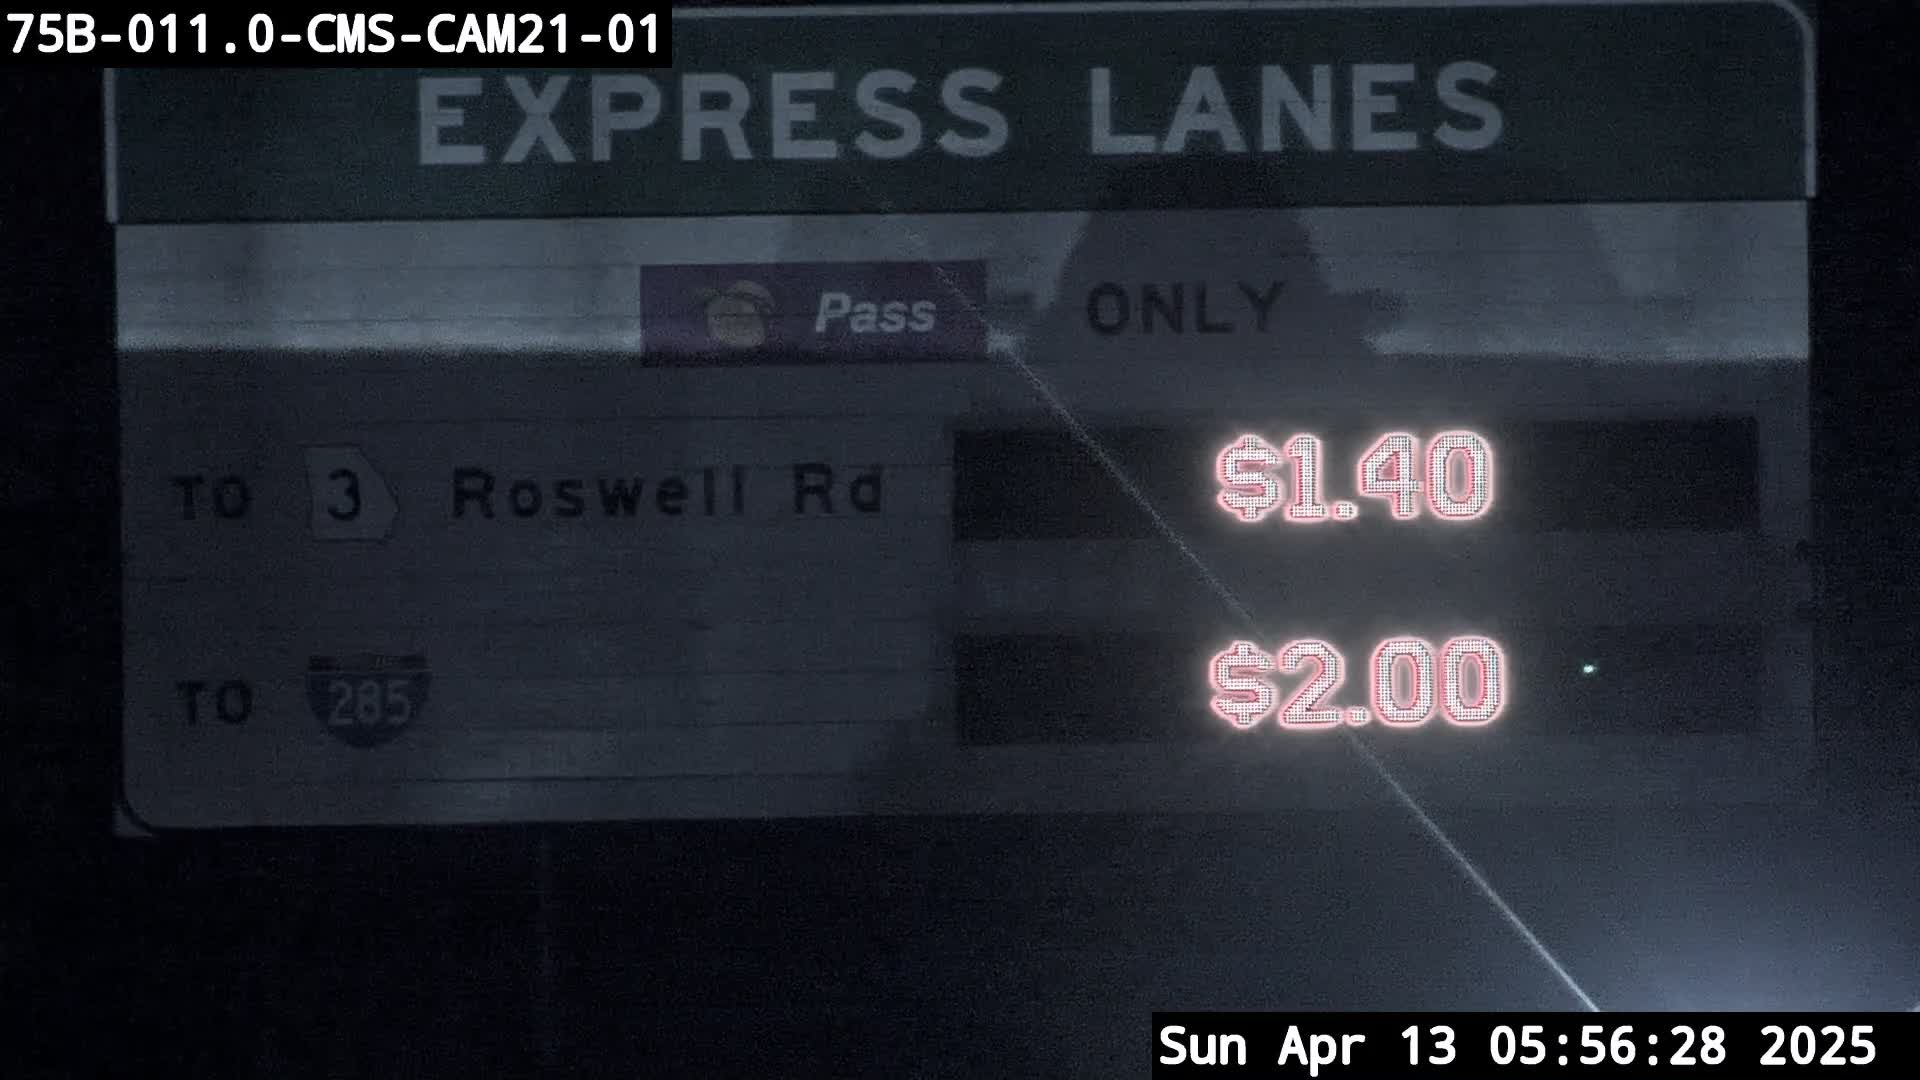 75B-011.0-CMS-CAM21-01
EXPRESS LANES
Pass ONLY
TO 3 Roswell Rd $1.40
TO 285 $2.00
Sun Apr 13 05:56:28 2025